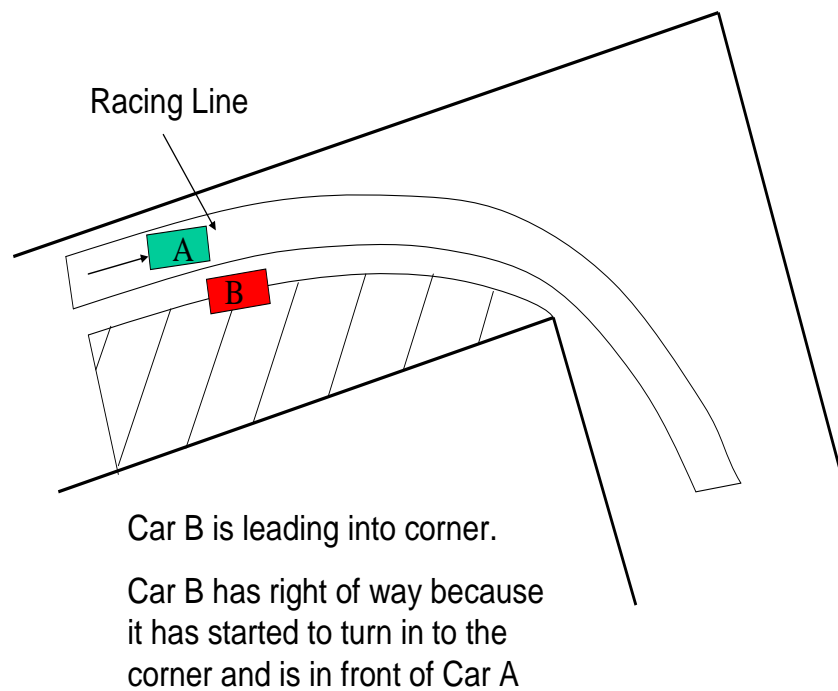 Racing Line
A
B
Car B is leading into corner.
Car B has right of way because
it has started to turn in to the
corner and is in front of Car A